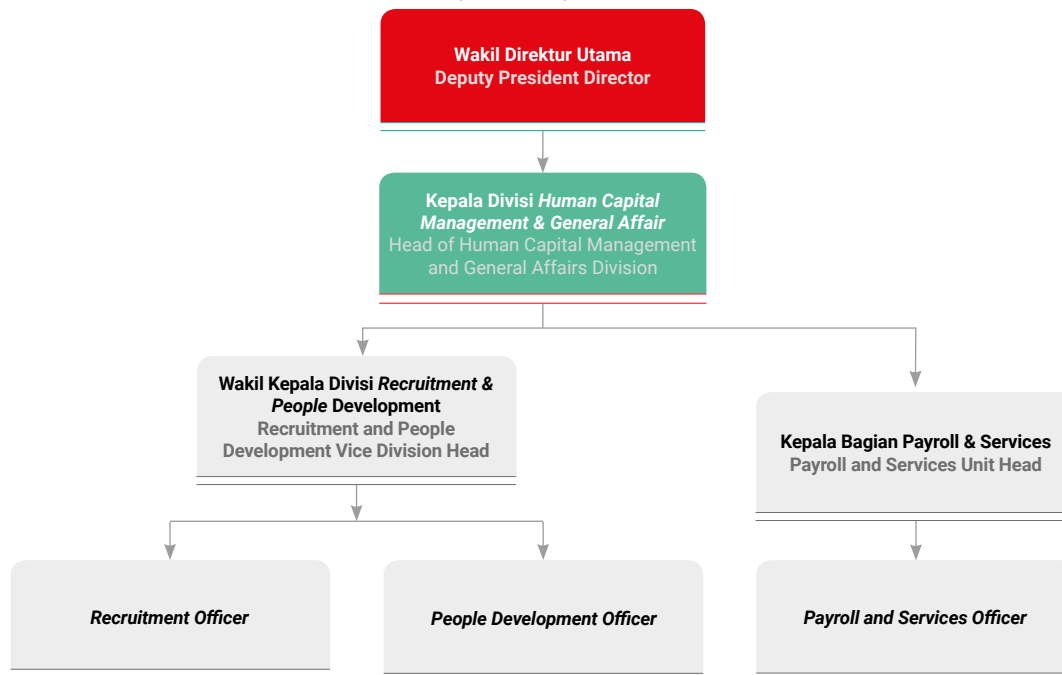 Wakil Direktur Utama
Deputy President Director
Kepala Divisi Human Capital
Management & General Affair
Head of Human Capital Management
and General Affairs Division
Wakil Kepala Divisi Recruitment &
People Development
Recruitment and People
Development Vice Division Head
Kepala Bagian Payroll & Services
Payroll and Services Unit Head
Recruitment Officer
People Development Officer
Payroll and Services Officer